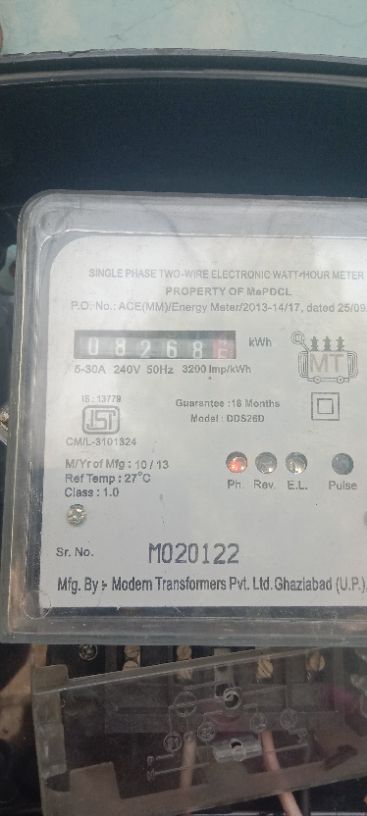 SINGLE PHASE TWO-WIRE ELECTRONIC WATT-HOUR METER
PROPERTY OF MePDCL
P.O. No.: ACE(MM)/Energy Meter/2013-14/17, dated 25/09
08268 kWh
5-30A 240V 50Hz 3200 Imp/kWh
MT
IS : 13779
Guarantee :18 Months
Model : DDS26D
CM/L-3101324
M/Yr of Mfg : 10 / 13
Ref Temp : 27°C
Class : 1.0
Ph. Rev. E.L. Pulse
Sr. No. M020122
Mfg. By :- Modern Transformers Pvt. Ltd. Ghaziabad (U.P.)